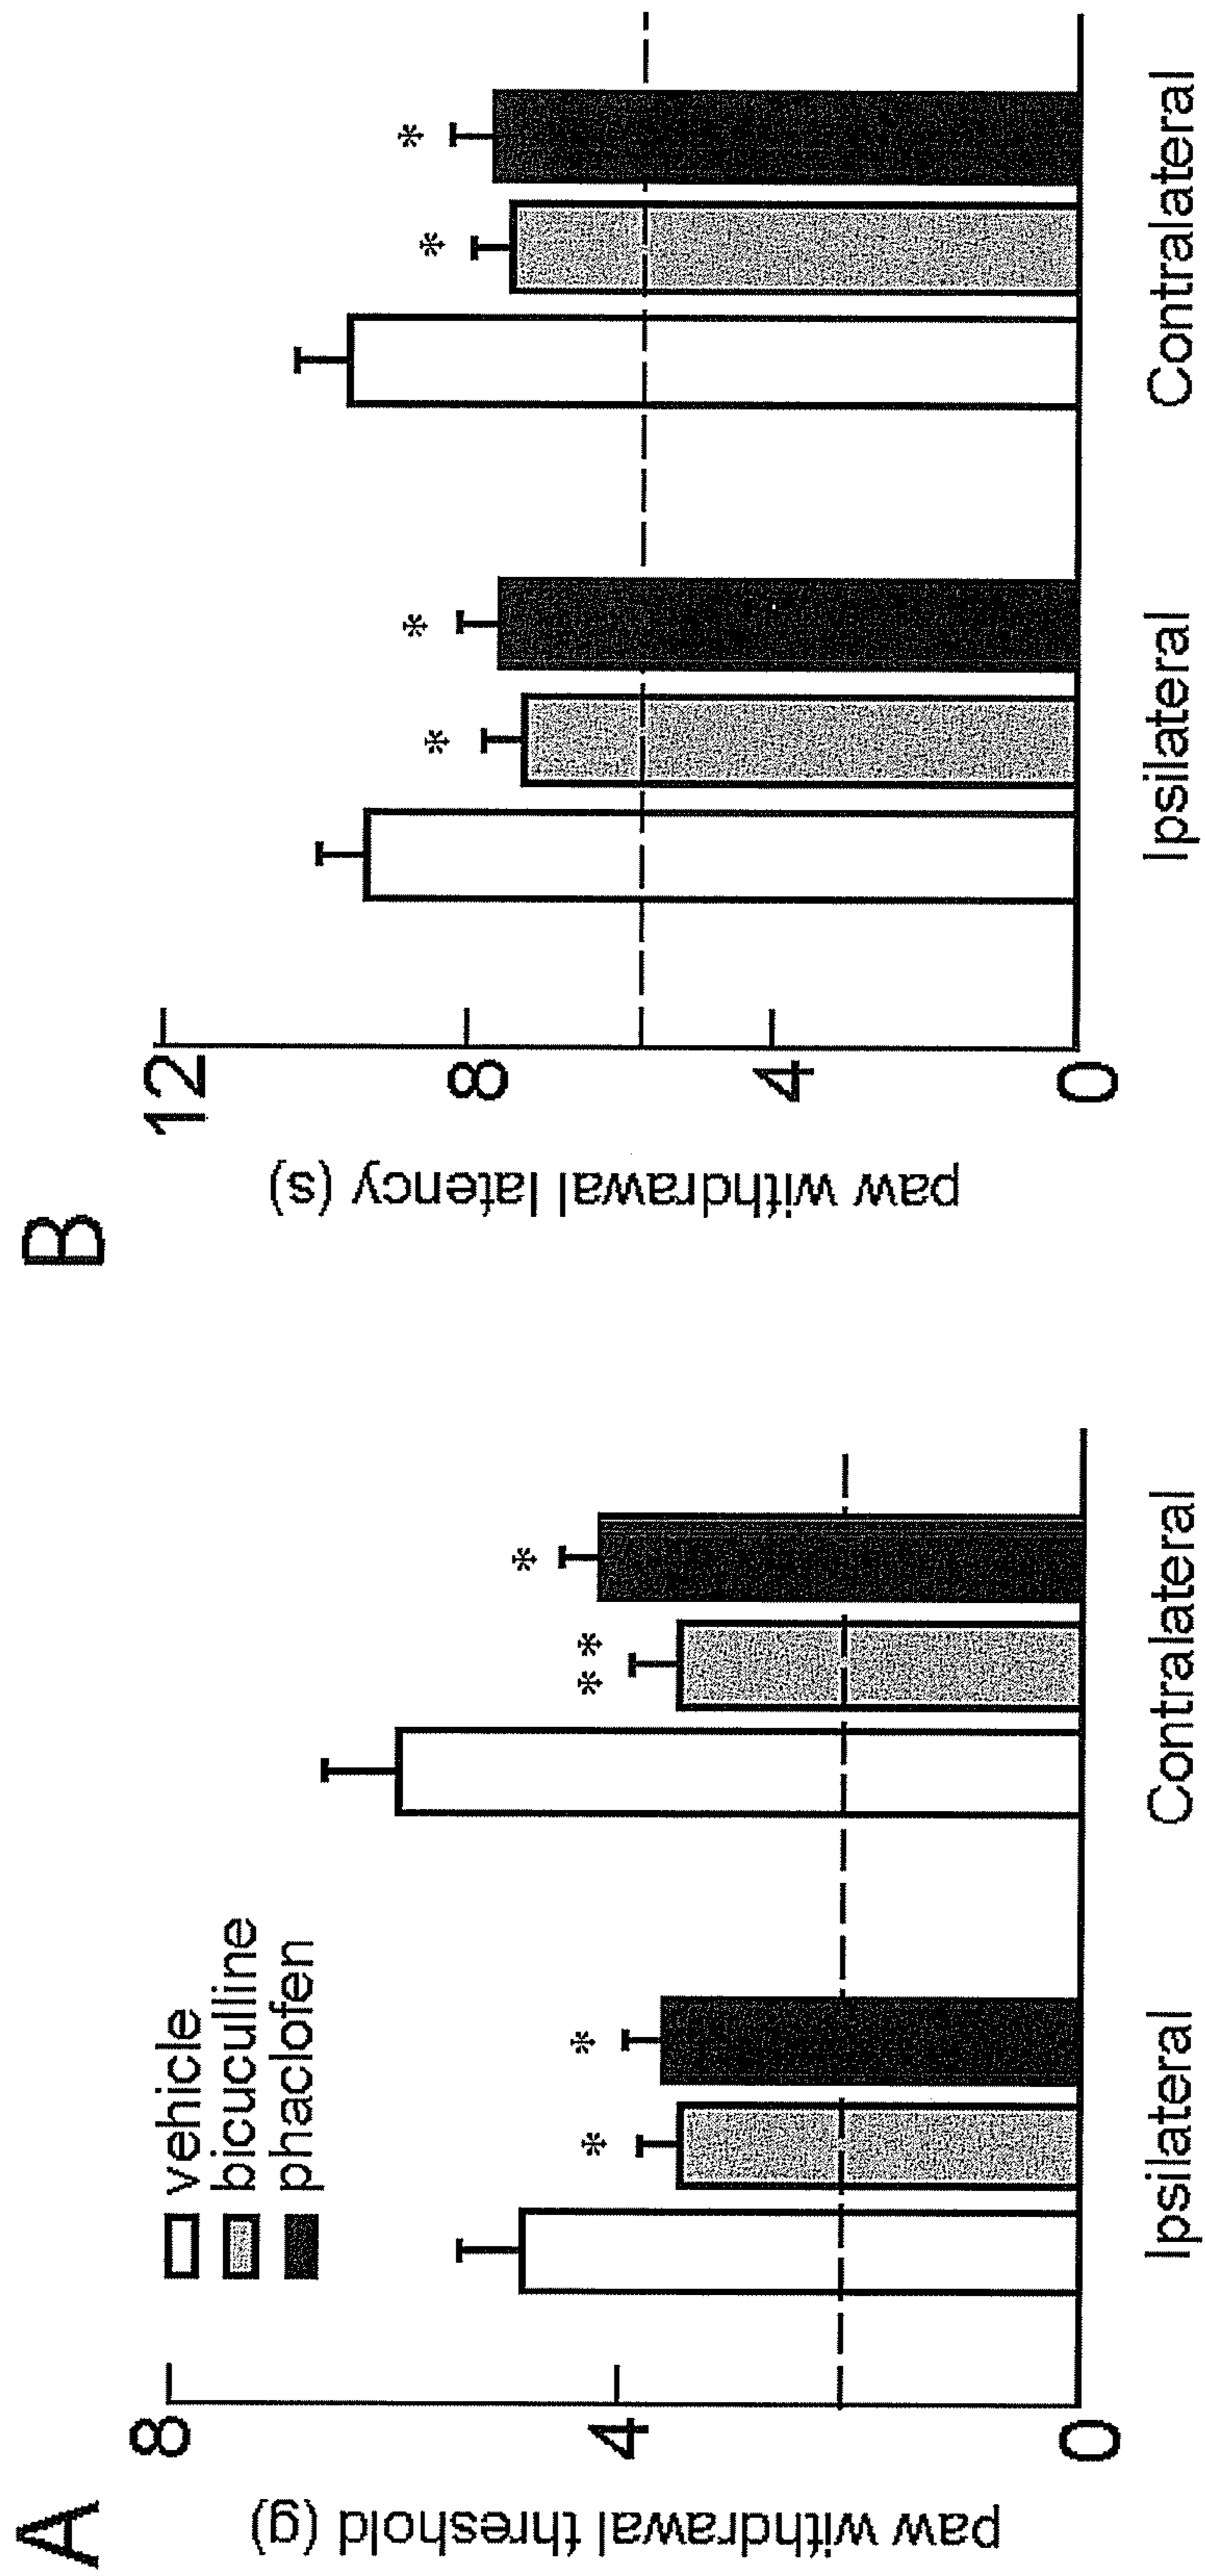 A
vehicle
bicuculline
phaclofen
paw withdrawal threshold (g)
8
4
0
*
*
**
*
Ipsilateral
Contralateral
B
paw withdrawal latency (s)
12
8
4
0
*
*
*
*
Ipsilateral
Contralateral